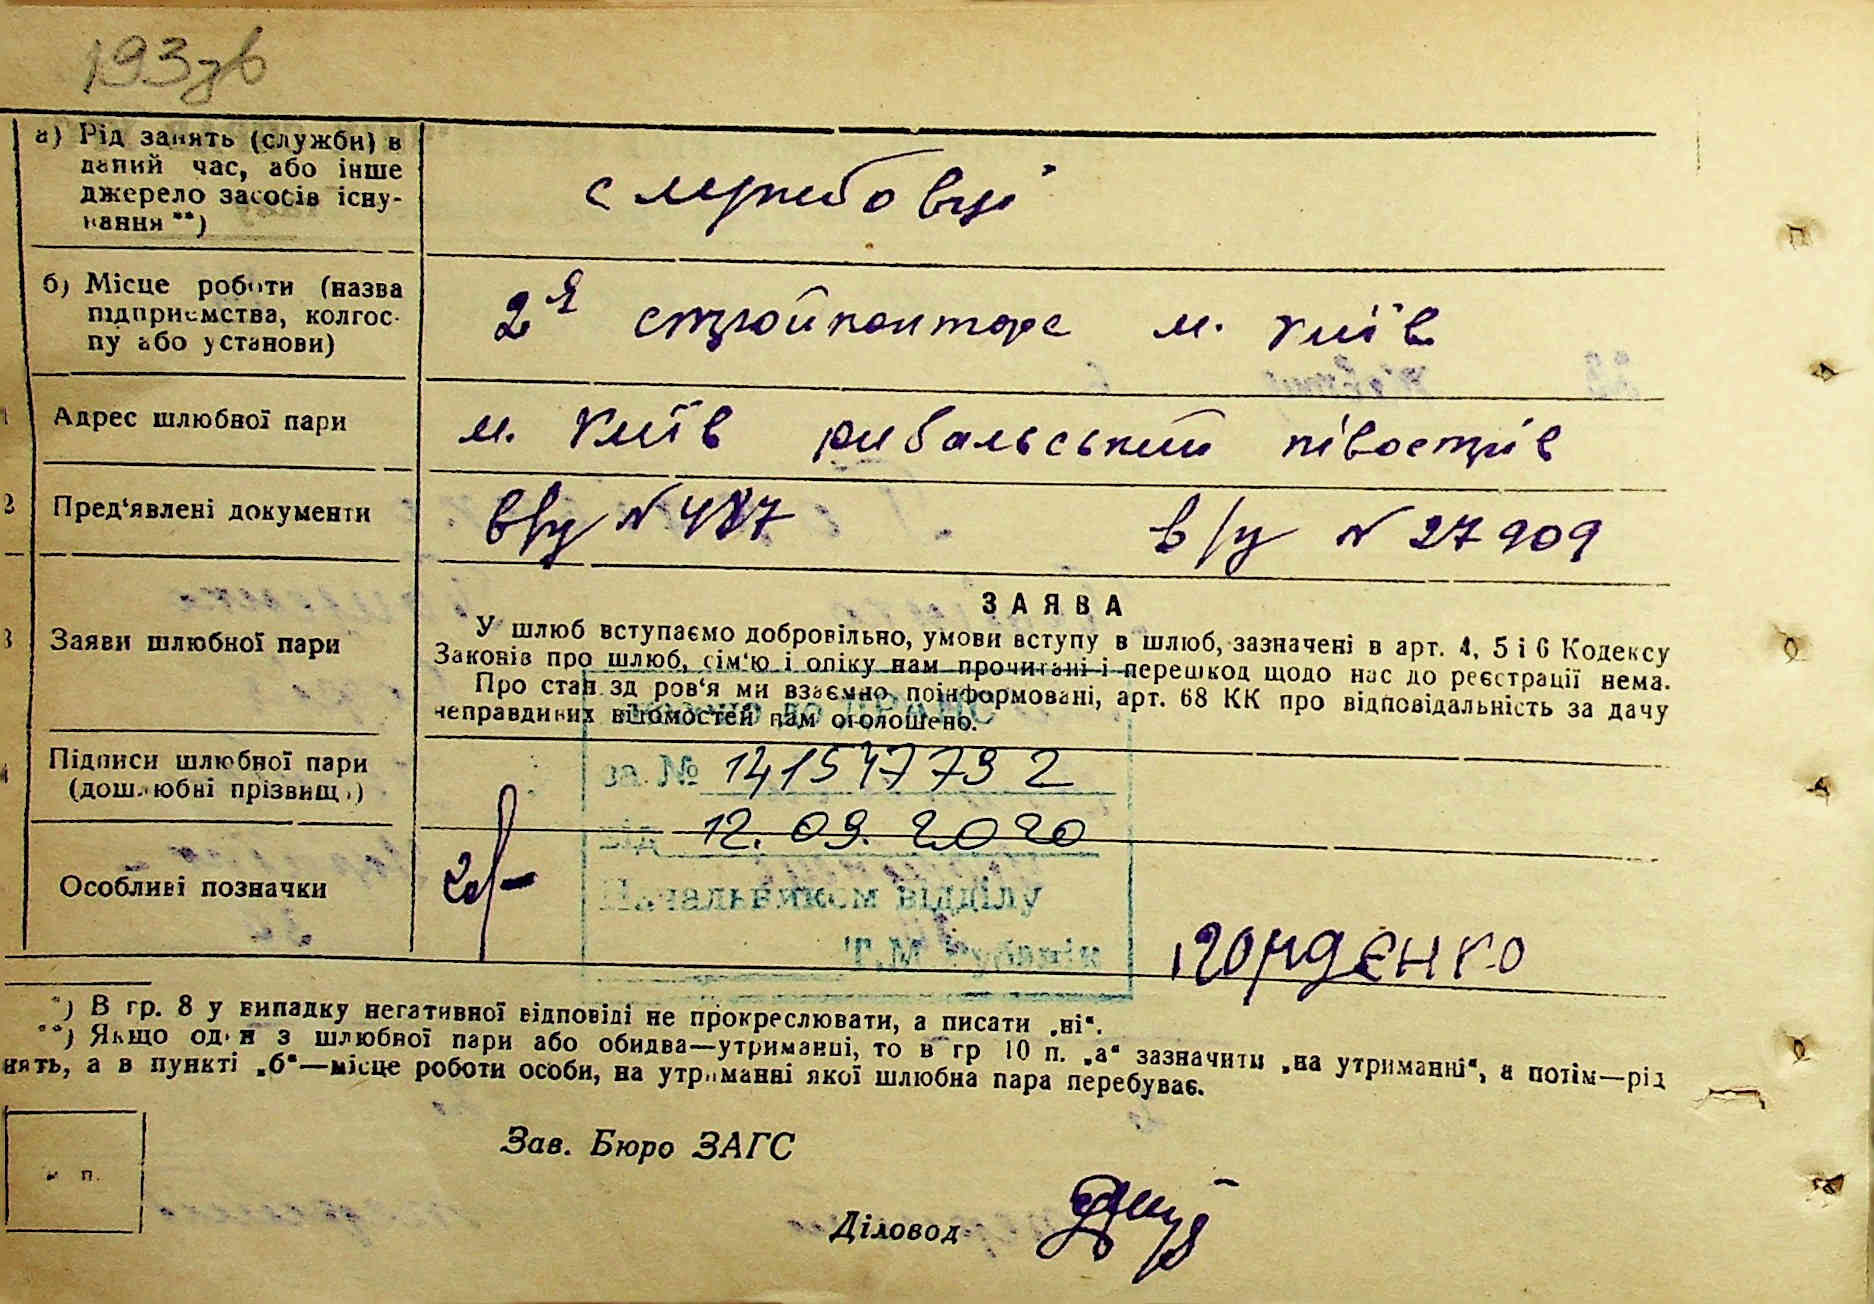 193зв
а) Рід занять (служби) в
даний час, або інше
джерело засобів існу-
вання **)
службовці
б) Місце роботи (назва
підприємства, колгос-
пу або установи)
2я стройконтора м. Київ
Адрес шлюбної пари
м. Київ рибальський півострів
2 Пред'явлені документи
в/у № 487 в/у № 27909
3 Заяви шлюбної пари
ЗАЯВА
У шлюб вступаємо добровільно, умови вступу в шлюб, зазначені в арт. 4, 5 і 6 Кодексу
Законів про шлюб, сім'ю і опіку нам прочитані і перешкод щодо нас до реєстрації нема.
Про стан здоров'я ми взаємно поінформовані, арт. 68 КК про відповідальність за дачу
неправдивих відомостей нам оголошено.
4 Підписи шлюбної пари
(дошлюбні прізвища)
за № 141547792
від 12.09.2020
Особливі позначки
Начальником відділу
Т.М.
*) В гр. 8 у випадку негативної відповіді не прокреслювати, а писати „ні“.
**) Якщо один з шлюбної пари або обидва—утриманці, то в гр 10 п. „а“ зазначити „на утриманні“, а потім—рід
нять, а в пункті „б“—місце роботи особи, на утриманні якої шлюбна пара перебуває.
м п.
Зав. Бюро ЗАГС
Діловод